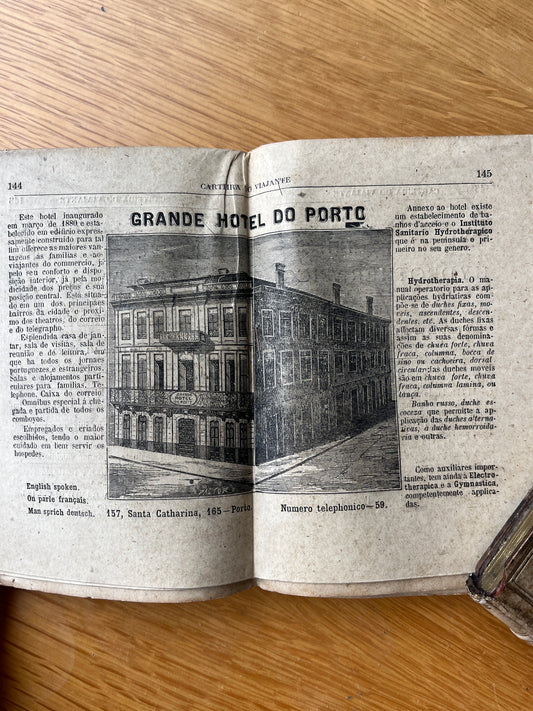 144
CARTEIRA DO VIAJANTE
145
GRANDE HOTEL DO PORTO
Este hotel inaugurado
em março de 1880 e esta-
belecido em edificio expres-
samente construido para tal
fim offerece as maiores van-
tagens ás familias e ao
viajantes do commercio, já
pelo seu conforto e dispo-
sição interior, já pela mo-
dicidade dos preços e sua
posição central. Está situa-
do em um dos principaes
bairros da cidade e proxi-
mo dos theatros, do correio
e do telegrapho.
Esplendida casa de jan-
tar, sala de visitas, sala de
reunião e de leitura, em
que ha todos os jornaes
portuguezes e estrangeiros.
Salas e alojamentos parti-
culares para familias. Te-
lephone. Caixa do correio.
Omnibus especial á che-
gada e partida de todos os
comboyos.
Empregados e criados
escolhidos, tendo o maior
cuidado em bem servir os
hospedes.
English spoken.
On parle français.
Man sprich deutsch.
HOTEL
157, Santa Catharina, 165—Porto.
Numero telephonico—59.
Annexo ao hotel existe
um estabelecimento de ba-
nhos d'acceio e o Instituto
Sanitario Hydrotherapico
que é na peninsula o pri-
meiro no seu genero.
Hydrotherapia. O ma-
nual operatorio para as ap-
plicações hydriaticas com-
põe-se de duches fixas, mo-
veis, ascendentes, descen-
dentes, etc. As duches fixas
affectam diversas fórmas e
assim as suas denominações
de chuva forte, chuva
fraca, columna, bocca de
sino ou cachoeira, dorsal
circular: as duches moveis
são em chuva forte, chuva
fraca, columna lamina, ou
lança.
Banho russo, duche es-
coceza que permitte a ap-
plicação das duches alterna-
tivas, á duche hemorrhoida-
ria e outras.
Como auxiliares impor-
tantes, tem ainda a Electro-
therapica e a Gymnastica,
competentemente applica-
das.